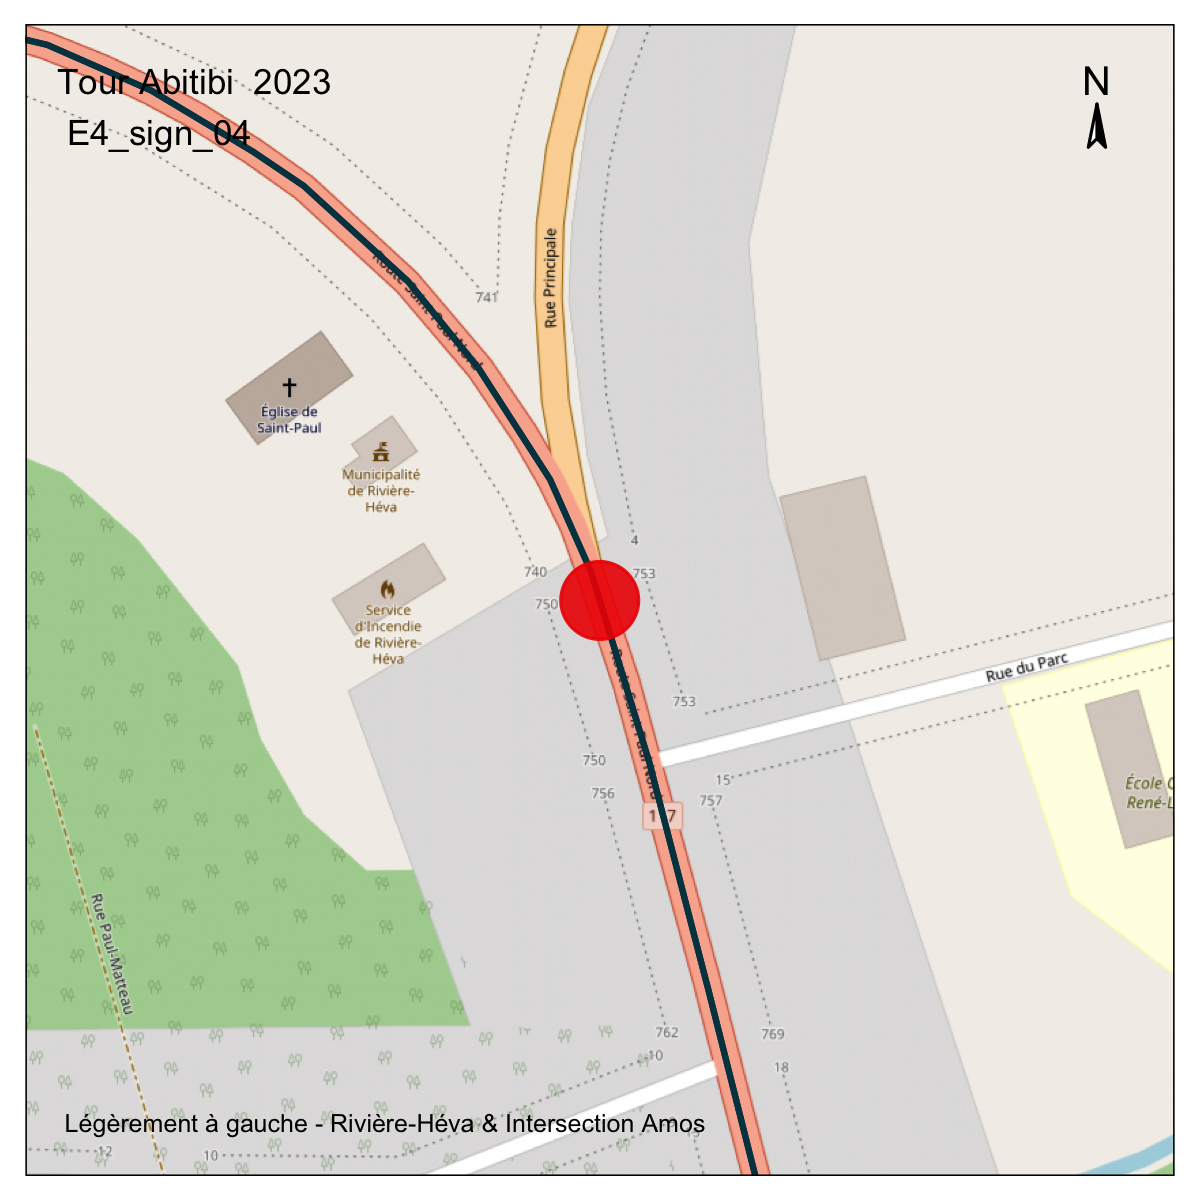 Tour Abitibi 2023
N
E4_sign_04
Rue Principale
Route Saint-Paul Nord
741
Église de
Saint-Paul
Municipalité
de Rivière-
Héva
4
740
753
750
Service
d'Incendie
de Rivière-
Héva
Rue du Parc
Route Saint-Paul Nord
753
750
15
756
757
École
René-L
Rue Paul-Matteau
762
769
10
18
Légèrement à gauche - Rivière-Héva & Intersection Amos
12
10